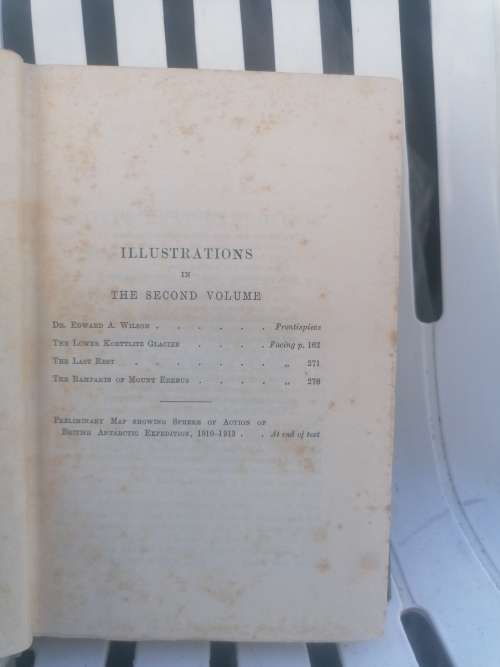 ILLUSTRATIONS
IN
THE SECOND VOLUME
Dr. Edward A. Wilson . . . . . . Frontispiece
The Lower Koettlitz Glacier . . . . Facing p. 162
The Last Rest . . . . . . . . „ 271
The Ramparts of Mount Erebus . . . . „ 276
Preliminary Map showing Sphere of Action of
British Antarctic Expedition, 1910-1913 . . At end of text